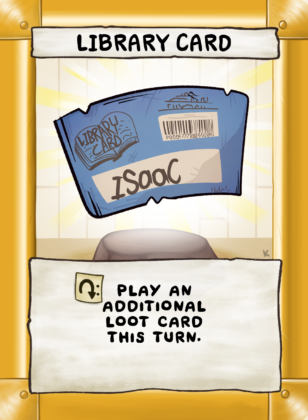 LIBRARY CARD
LIBRARY
CARD
ISAAC
PLAY AN
ADDITIONAL
LOOT CARD
THIS TURN.